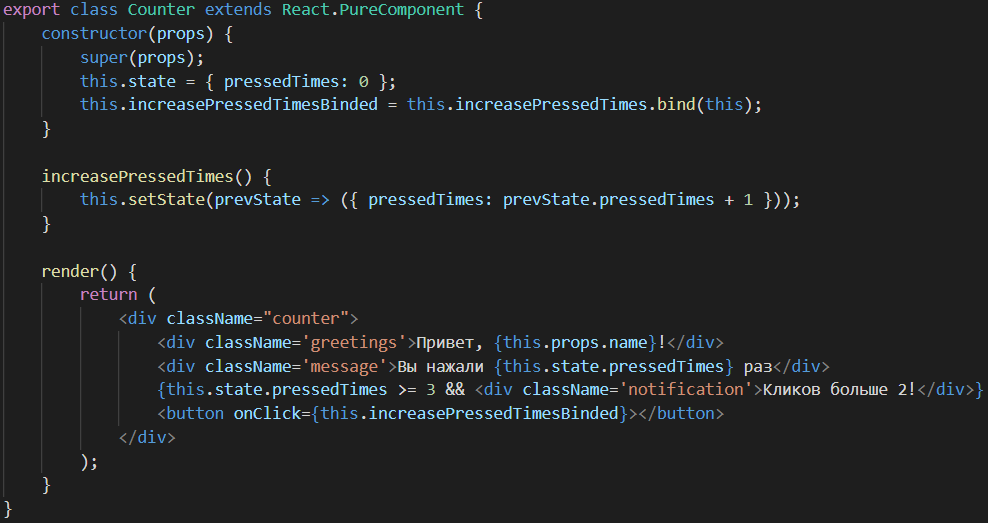 export class Counter extends React.PureComponent {
    constructor(props) {
        super(props);
        this.state = { pressedTimes: 0 };
        this.increasePressedTimesBinded = this.increasePressedTimes.bind(this);
    }

    increasePressedTimes() {
        this.setState(prevState => ({ pressedTimes: prevState.pressedTimes + 1 }));
    }

    render() {
        return (
            <div className="counter">
                <div className='greetings'>Привет, {this.props.name}!</div>
                <div className='message'>Вы нажали {this.state.pressedTimes} раз</div>
                {this.state.pressedTimes >= 3 && <div className='notification'>Кликов больше 2!</div>}
                <button onClick={this.increasePressedTimesBinded}></button>
            </div>
        );
    }
}